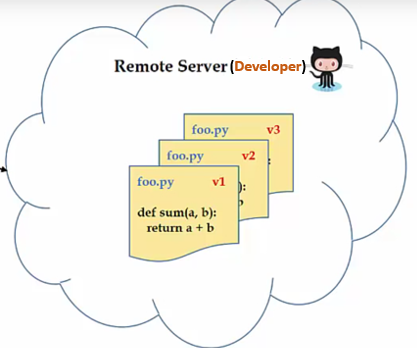 Remote Server(Developer)
foo.py v3
foo.py v2
foo.py v1
def sum(a, b):
return a + b